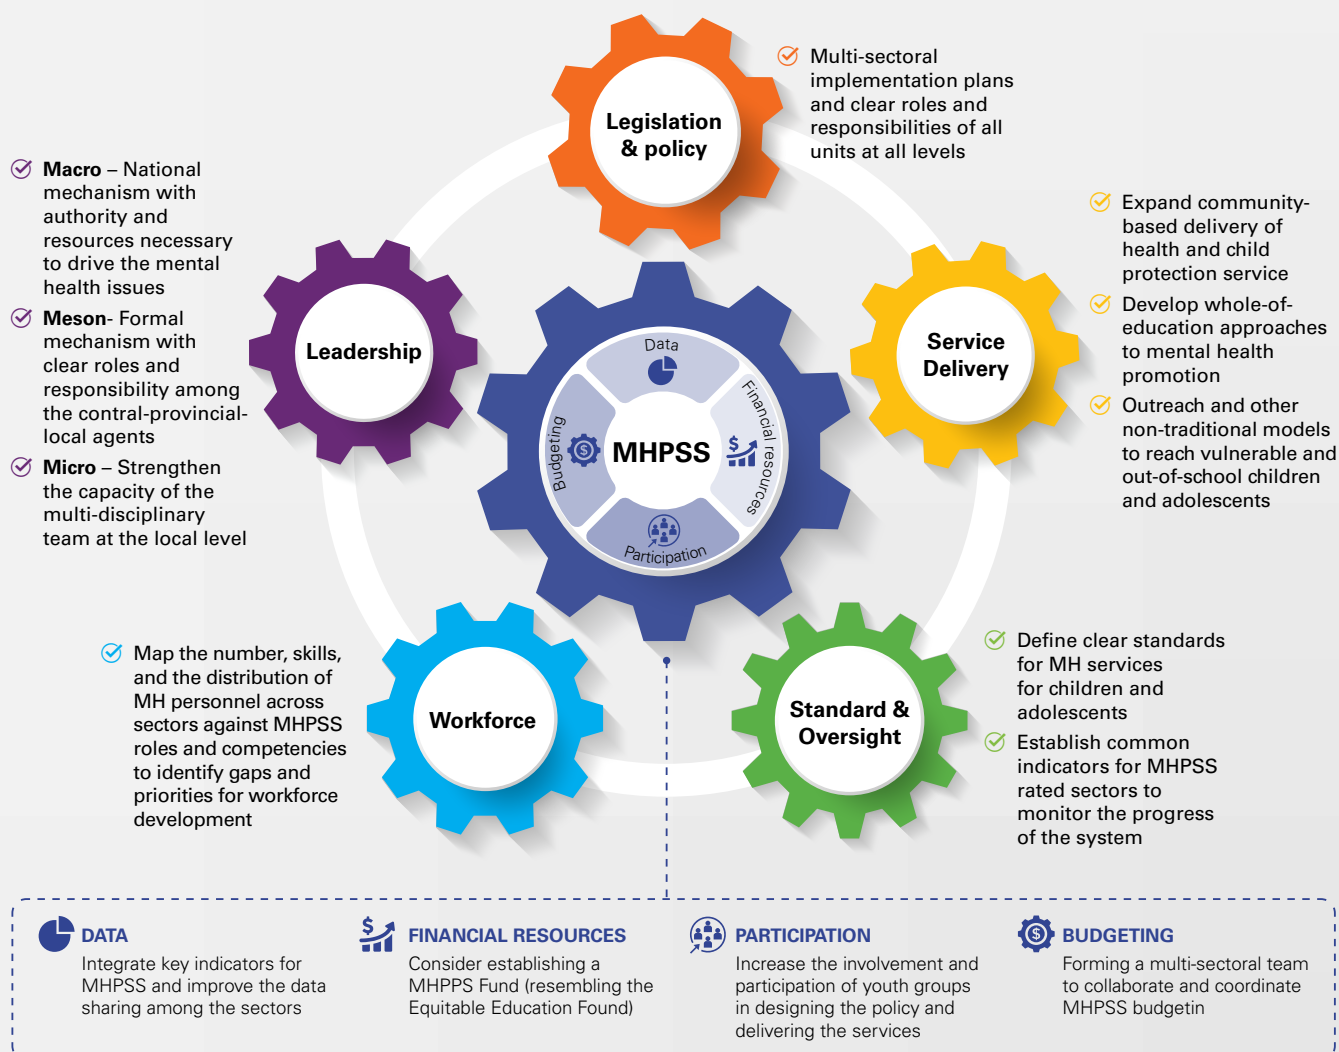 Legislation
& policy
Multi-sectoral
implementation plans
and clear roles and
responsibilities of all
units at all levels
Macro – National
mechanism with
authority and
resources necessary
to drive the mental
health issues
Meson- Formal
mechanism with
clear roles and
responsibility among
the contral-provincial-
local agents
Micro – Strengthen
the capacity of the
multi-disciplinary
team at the local level
Leadership
Service
Delivery
Expand community-
based delivery of
health and child
protection service
Develop whole-of-
education approaches
to mental health
promotion
Outreach and other
non-traditional models
to reach vulnerable and
out-of-school children
and adolescents
Data
Budgeting
MHPSS
Financial resources
Participation
Map the number, skills,
and the distribution of
MH personnel across
sectors against MHPSS
roles and competencies
to identify gaps and
priorities for workforce
development
Workforce
Standard &
Oversight
Define clear standards
for MH services
for children and
adolescents
Establish common
indicators for MHPSS
rated sectors to
monitor the progress
of the system
DATA
Integrate key indicators for
MHPSS and improve the data
sharing among the sectors
FINANCIAL RESOURCES
Consider establishing a
MHPPS Fund (resembling the
Equitable Education Found)
PARTICIPATION
Increase the involvement and
participation of youth groups
in designing the policy and
delivering the services
BUDGETING
Forming a multi-sectoral team
to collaborate and coordinate
MHPSS budgetin